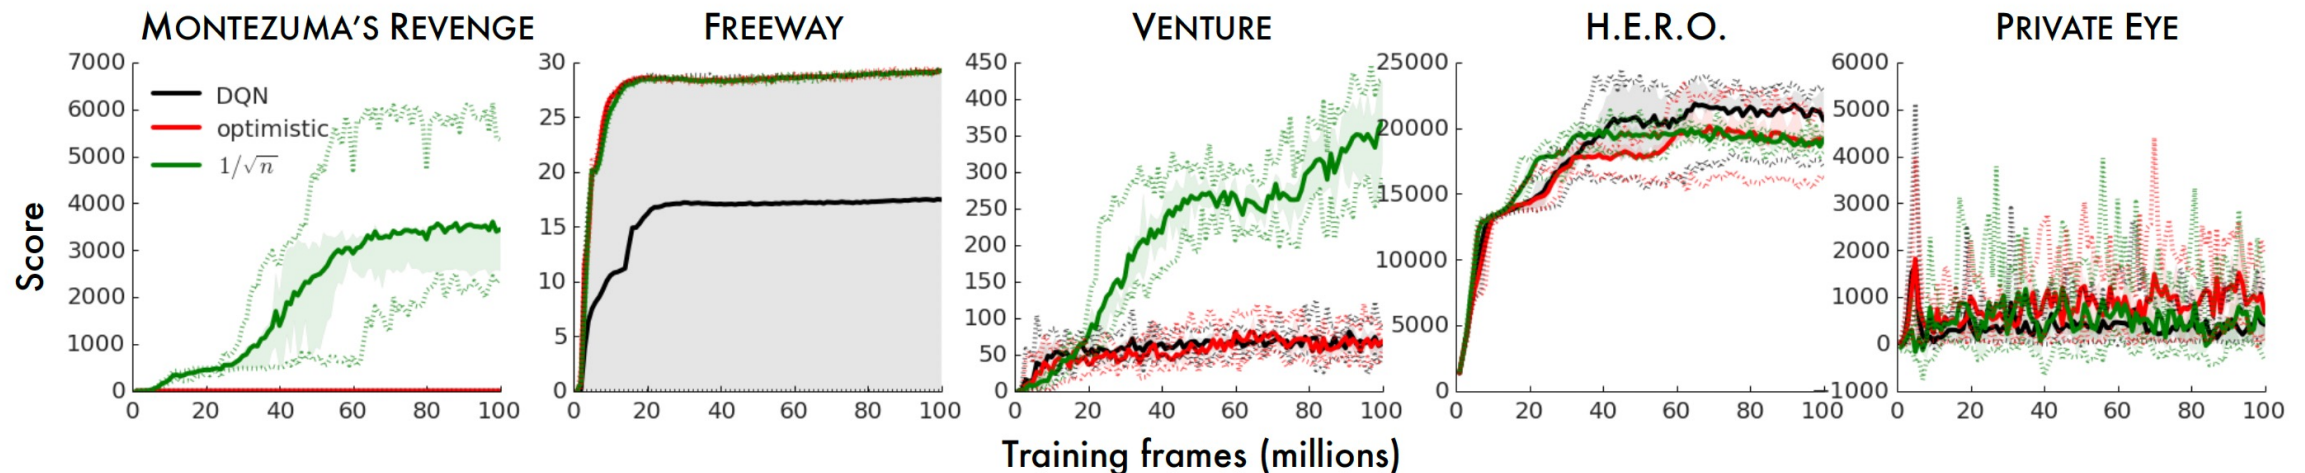 MONTEZUMA'S REVENGE
FREEWAY
VENTURE
H.E.R.O.
PRIVATE EYE
Score
7000
6000
5000
4000
3000
2000
1000
0
DQN
optimistic
1/√n
0 20 40 60 80 100
30
25
20
15
10
5
0
0 20 40 60 80 100
450
400
350
300
250
200
150
100
50
0
0 20 40 60 80 100
25000
20000
15000
10000
5000
0
0 20 40 60 80 100
6000
5000
4000
3000
2000
1000
0
−1000
0 20 40 60 80 100
Training frames (millions)